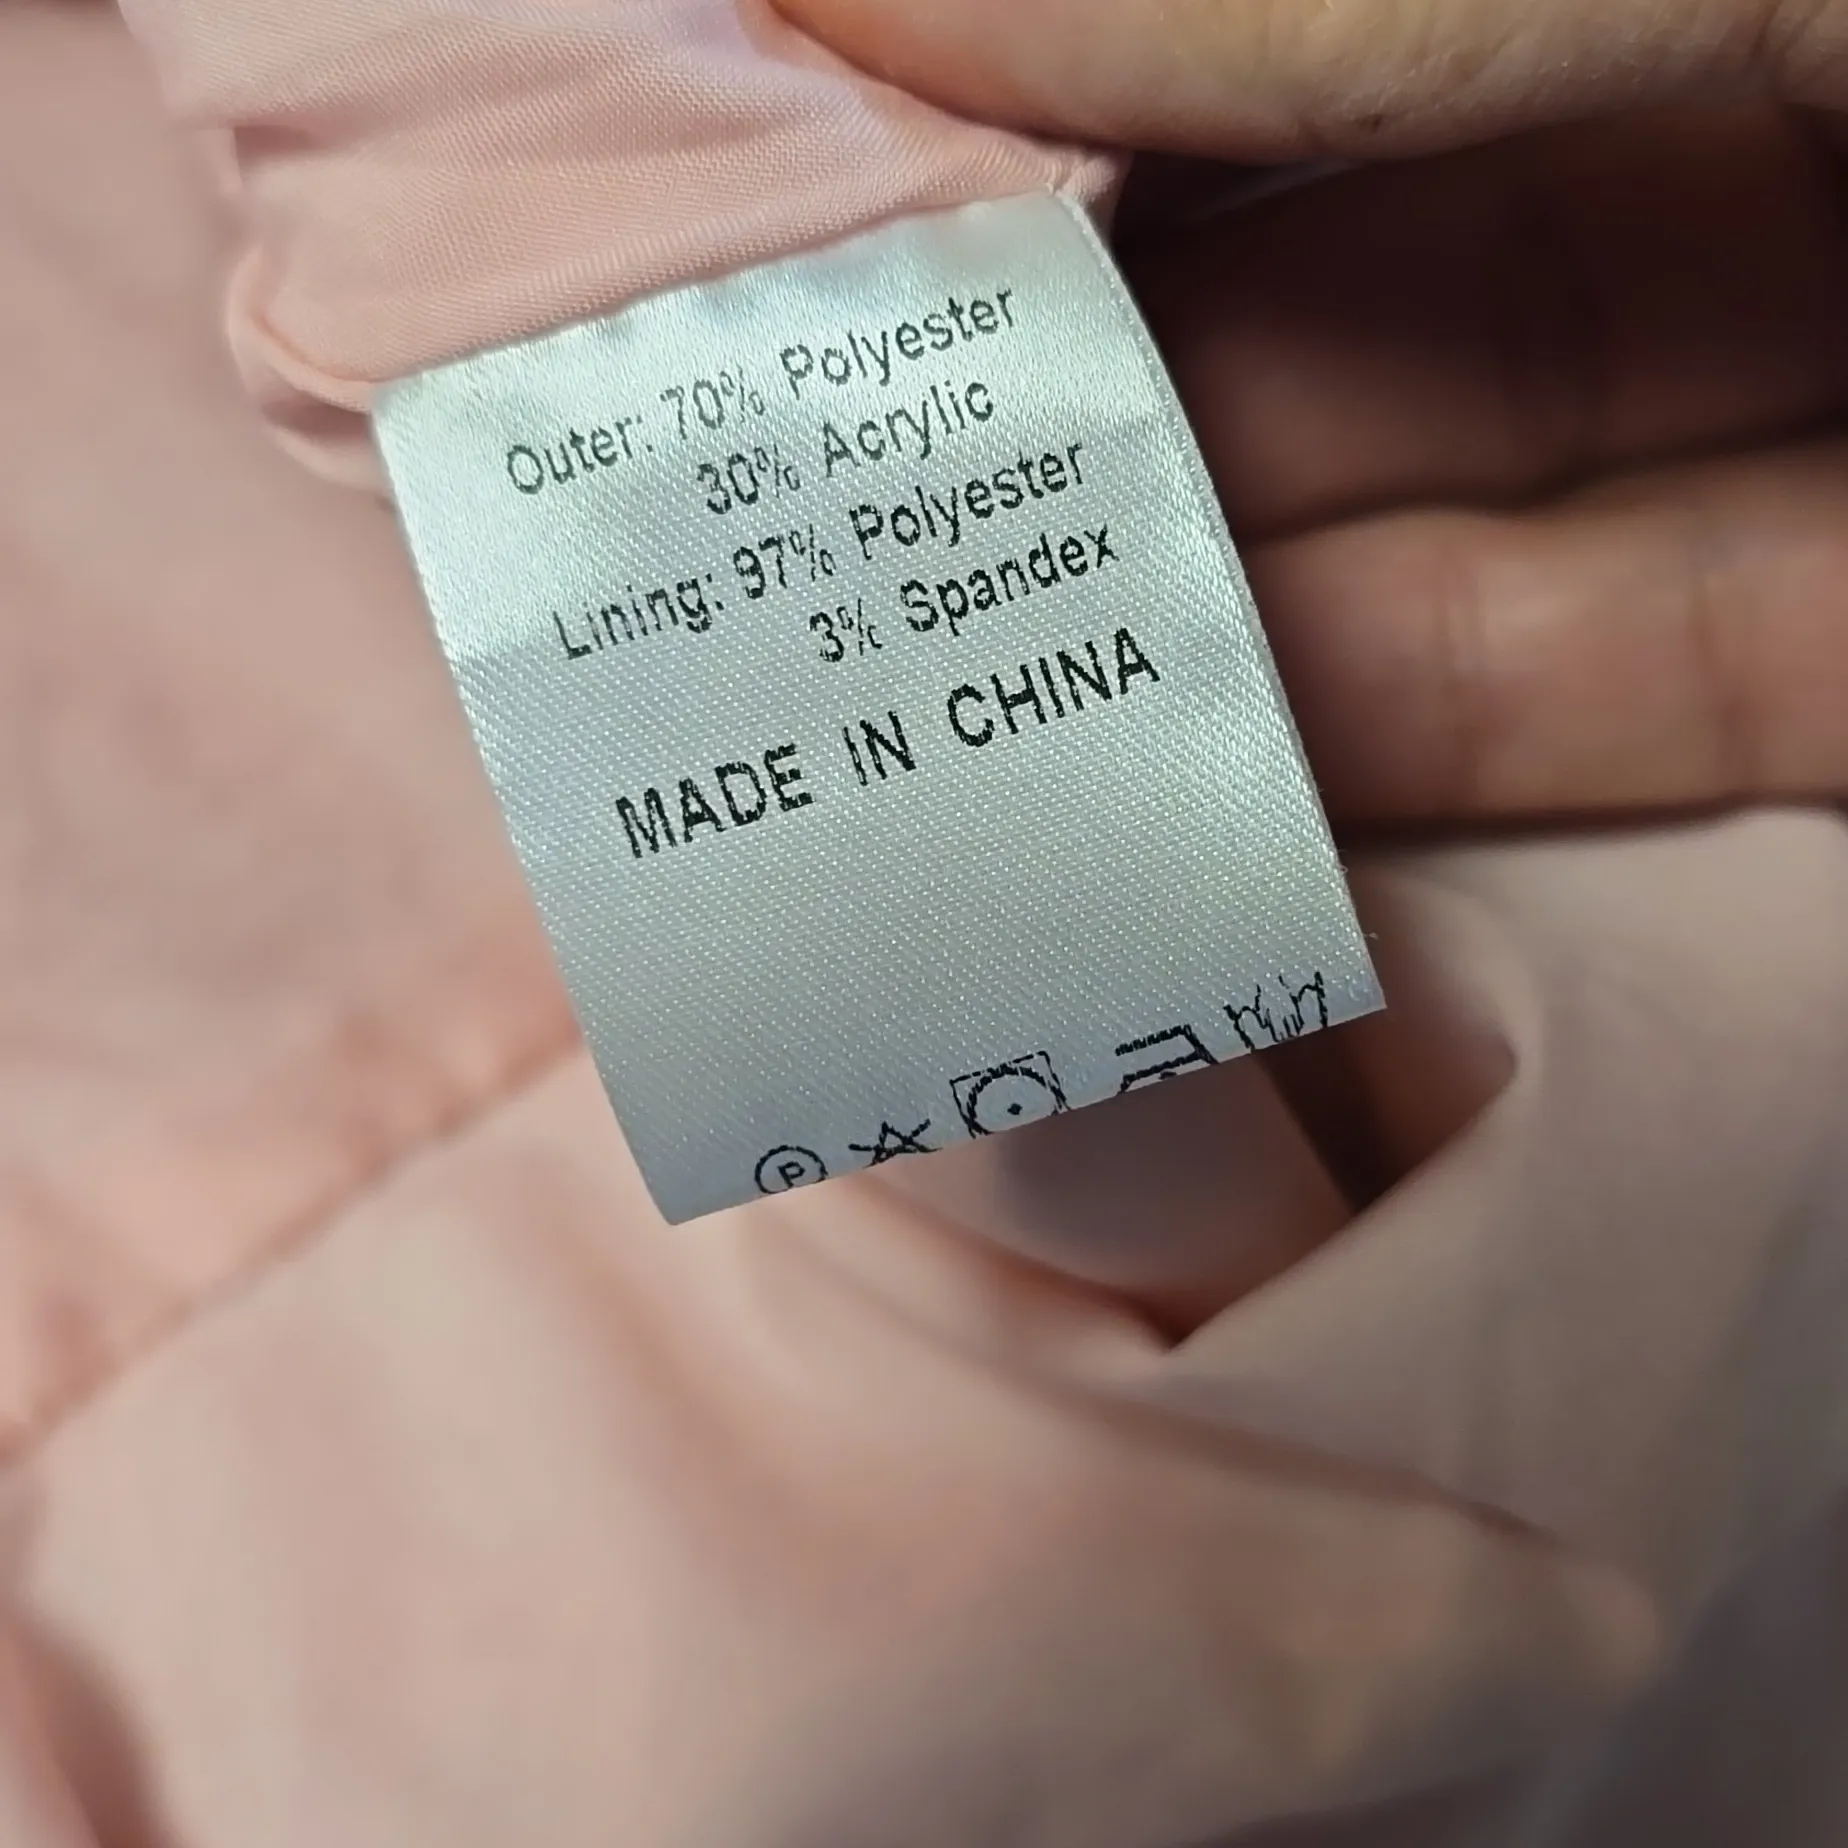 Outer: 70% Polyester
30% Acrylic
Lining: 97% Polyester
3% Spandex
MADE IN CHINA
P